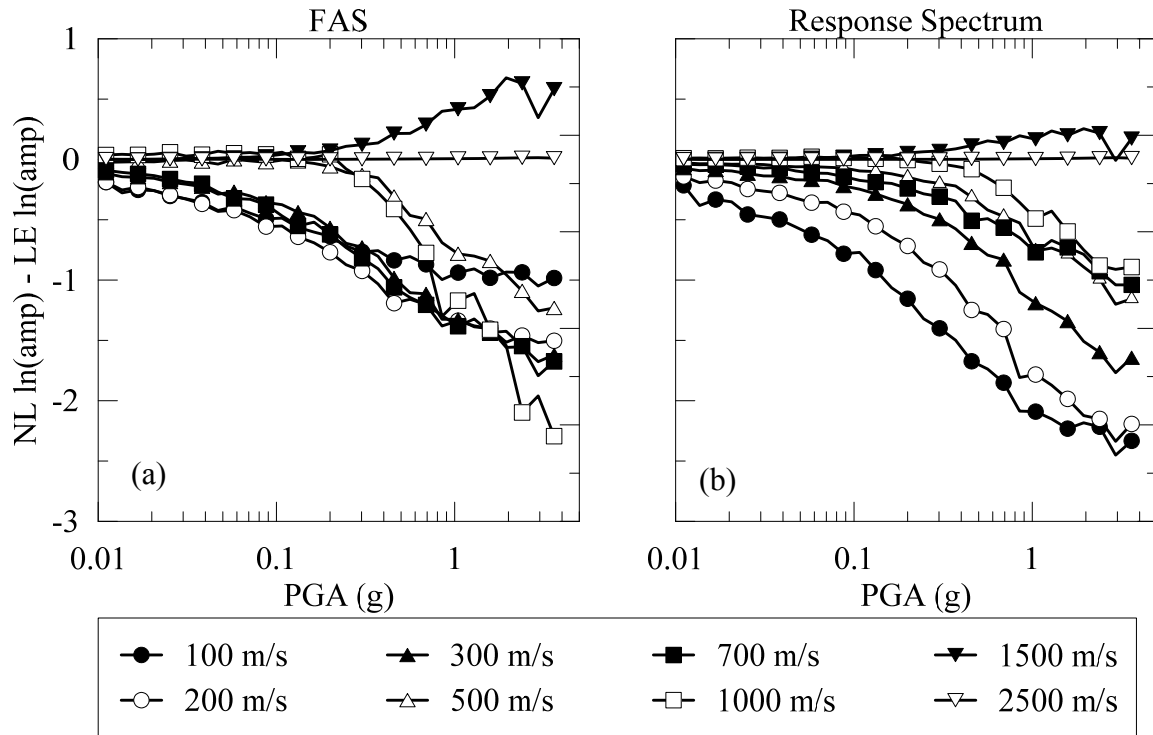 FAS
Response Spectrum
NL ln(amp) - LE ln(amp)
1
0
-1
-2
-3
(a)
(b)
0.01 0.1 1
0.01 0.1 1
PGA (g)
PGA (g)
100 m/s 300 m/s 700 m/s 1500 m/s
200 m/s 500 m/s 1000 m/s 2500 m/s